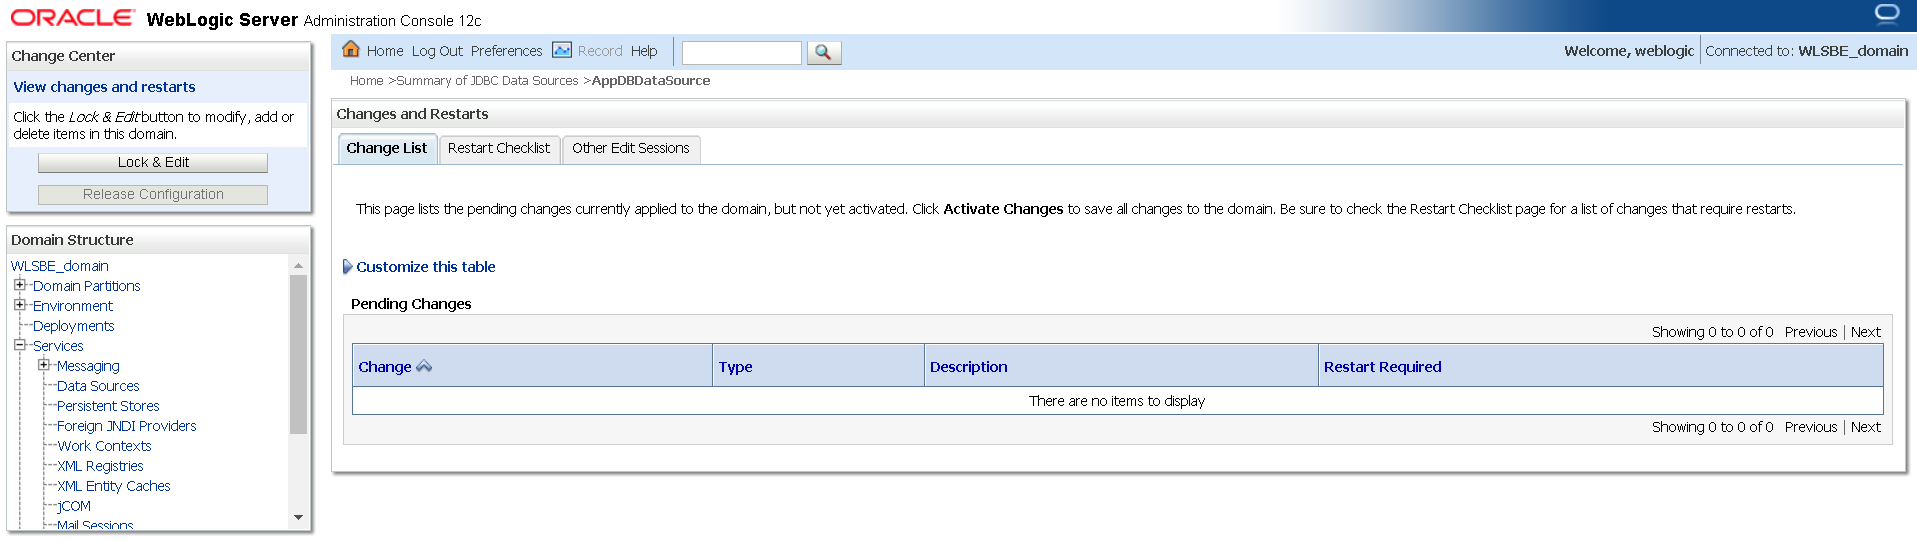 ORACLE WebLogic Server Administration Console 12c
Change Center
View changes and restarts
Click the Lock & Edit button to modify, add or
delete items in this domain.
Lock & Edit
Release Configuration
Domain Structure
WLSBE_domain
Domain Partitions
Environment
Deployments
Services
Messaging
Data Sources
Persistent Stores
Foreign JNDI Providers
Work Contexts
XML Registries
XML Entity Caches
jCOM
Mail Sessions
Home Log Out Preferences Record Help
Welcome, weblogic Connected to: WLSBE_domain
Home >Summary of JDBC Data Sources >AppDBDataSource
Changes and Restarts
Change List Restart Checklist Other Edit Sessions
This page lists the pending changes currently applied to the domain, but not yet activated. Click Activate Changes to save all changes to the domain. Be sure to check the Restart Checklist page for a list of changes that require restarts.
Customize this table
Pending Changes
Showing 0 to 0 of 0 Previous | Next
Change Type Description Restart Required
There are no items to display
Showing 0 to 0 of 0 Previous | Next